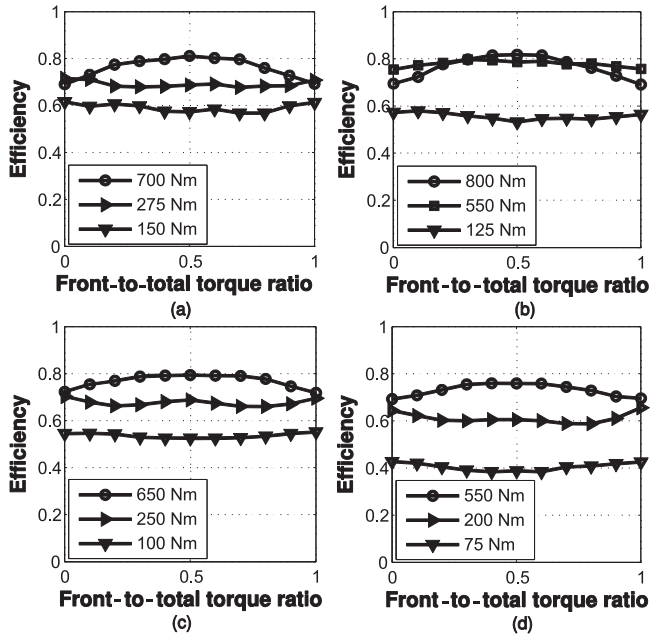 1
0.8
0.6
0.4
0.2
0
Efficiency
700 Nm
275 Nm
150 Nm
0 0.5 1
Front-to-total torque ratio
(a)
1
0.8
0.6
0.4
0.2
0
Efficiency
800 Nm
550 Nm
125 Nm
0 0.5 1
Front-to-total torque ratio
(b)
1
0.8
0.6
0.4
0.2
0
Efficiency
650 Nm
250 Nm
100 Nm
0 0.5 1
Front-to-total torque ratio
(c)
1
0.8
0.6
0.4
0.2
0
Efficiency
550 Nm
200 Nm
75 Nm
0 0.5 1
Front-to-total torque ratio
(d)